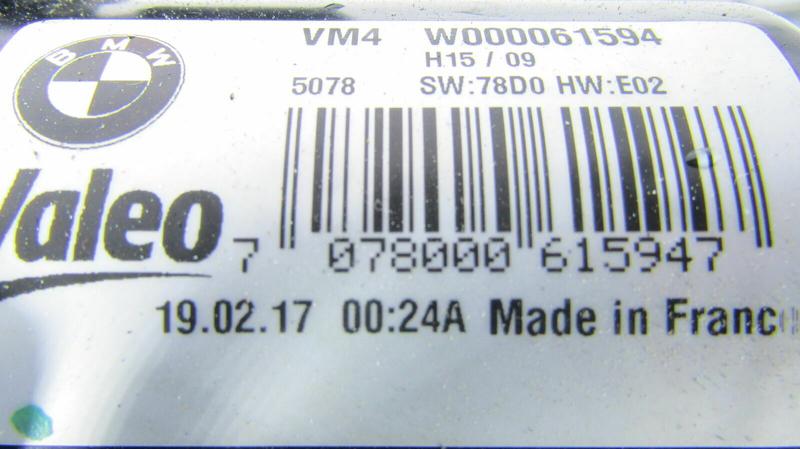 BMW
VM4 W000061594
H15 / 09
5078 SW:78D0 HW:E02
Valeo
7 078000 615947
19.02.17 00:24A Made in France